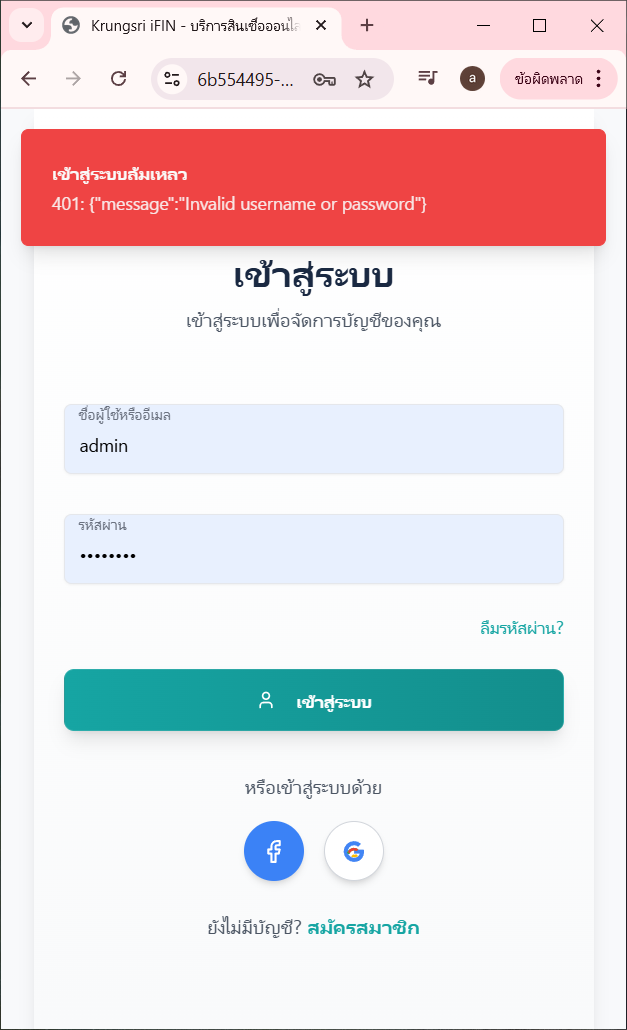 Krungsri iFIN - บริการสินเชื่อออนไล
6b554495-...
a
ข้อผิดพลาด
เข้าสู่ระบบล้มเหลว
401: {"message":"Invalid username or password"}
เข้าสู่ระบบ
เข้าสู่ระบบเพื่อจัดการบัญชีของคุณ
ชื่อผู้ใช้หรืออีเมล
admin
รหัสผ่าน
••••••••
ลืมรหัสผ่าน?
เข้าสู่ระบบ
หรือเข้าสู่ระบบด้วย
ยังไม่มีบัญชี? สมัครสมาชิก